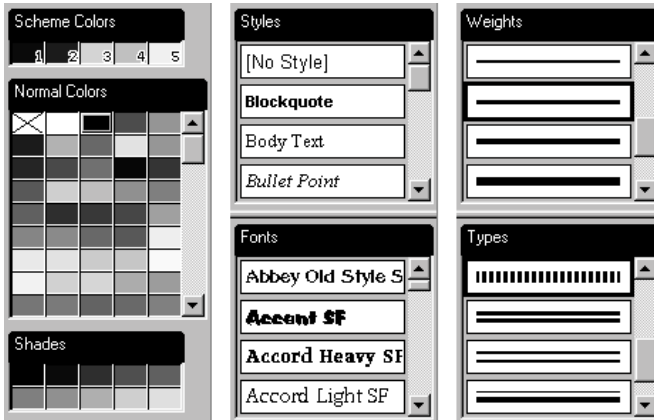 Scheme Colors
1 2 3 4 5
Normal Colors
Shades
Styles
[No Style]
Blockquote
Body Text
Bullet Point
Fonts
Abbey Old Style S
Accent SF
Accord Heavy SF
Accord Light SF
Weights
Types